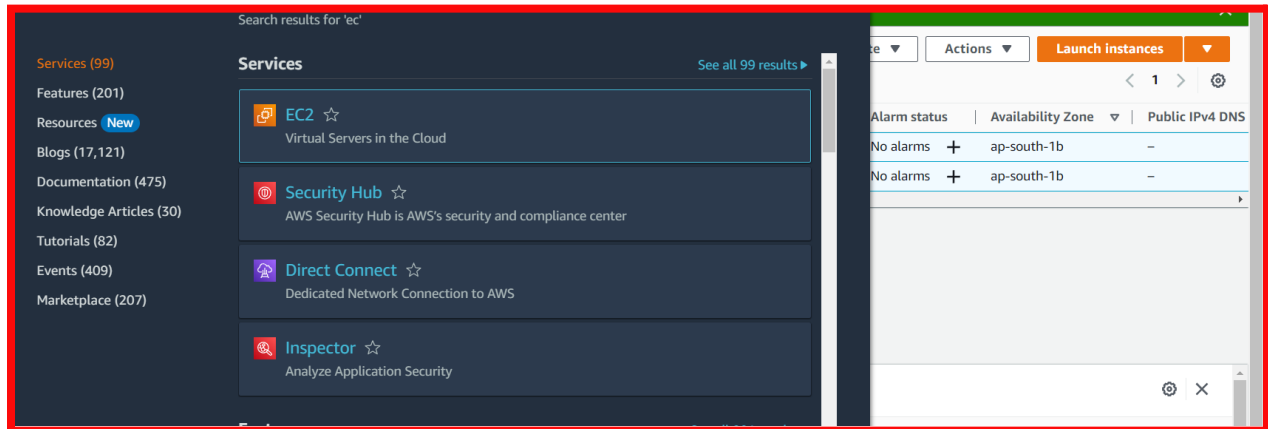 Search results for 'ec'
Services (99)
Features (201)
Resources New
Blogs (17,121)
Documentation (475)
Knowledge Articles (30)
Tutorials (82)
Events (409)
Marketplace (207)
Services
See all 99 results
EC2
Virtual Servers in the Cloud
Security Hub
AWS Security Hub is AWS's security and compliance center
Direct Connect
Dedicated Network Connection to AWS
Inspector
Analyze Application Security
Actions
Launch instances
1
Alarm status | Availability Zone | Public IPv4 DNS
No alarms + ap-south-1b –
No alarms + ap-south-1b –